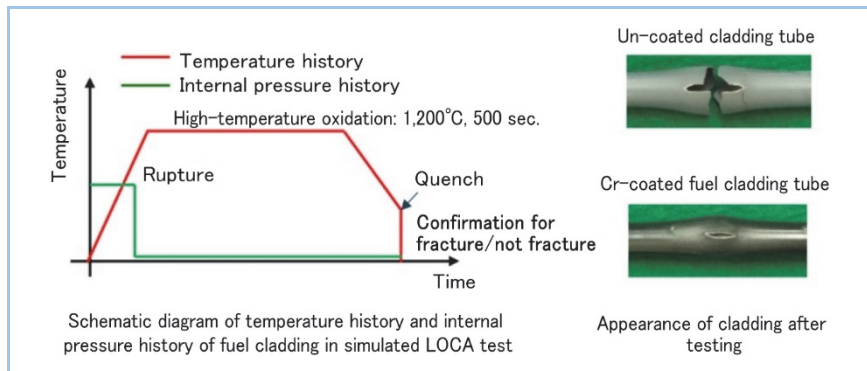 Temperature history
Internal pressure history
Temperature
High-temperature oxidation: 1,200°C, 500 sec.
Rupture
Quench
Confirmation for
fracture/not fracture
Time
Schematic diagram of temperature history and internal
pressure history of fuel cladding in simulated LOCA test
Un-coated cladding tube
Cr-coated fuel cladding tube
Appearance of cladding after
testing